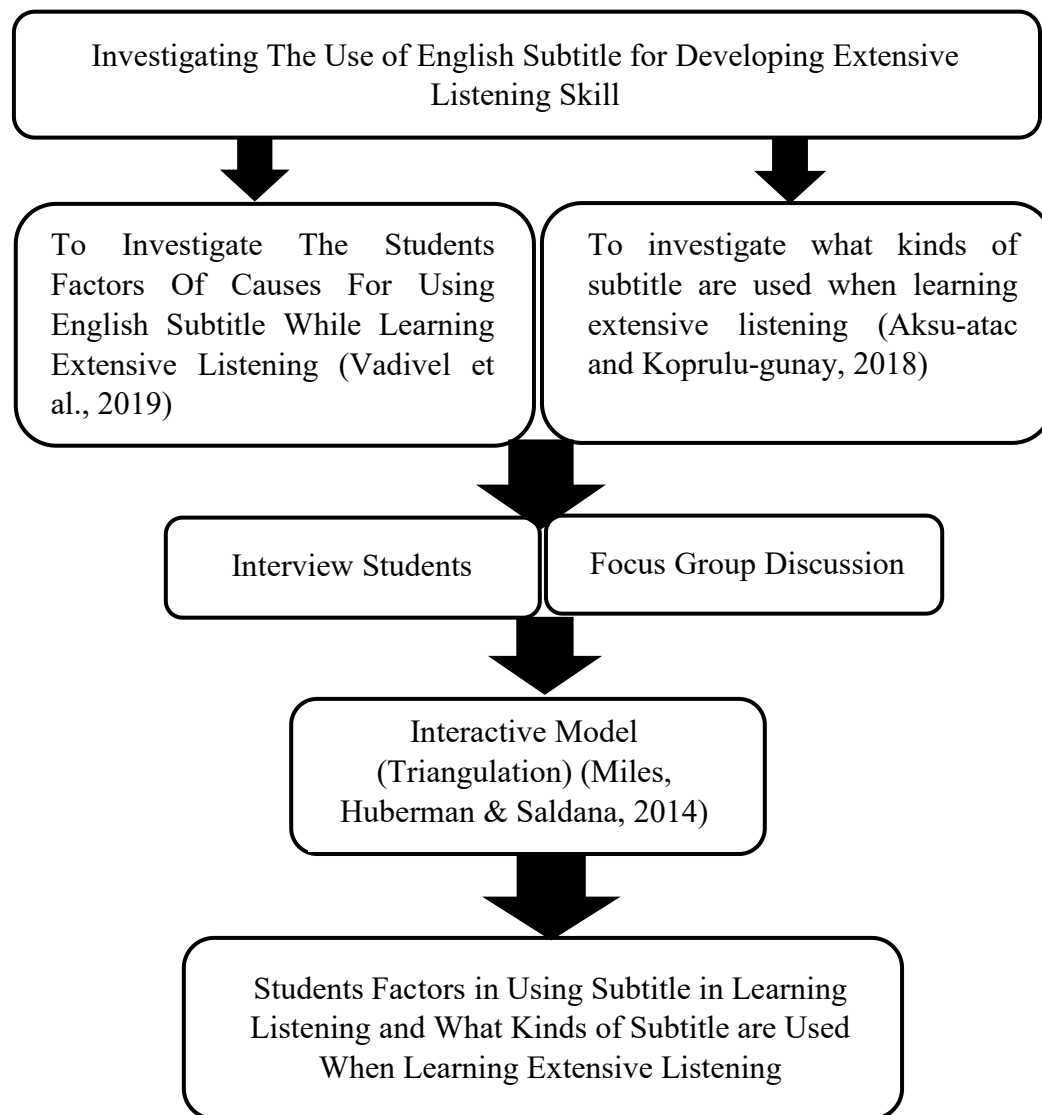 Investigating The Use of English Subtitle for Developing Extensive
Listening Skill
To Investigate The Students
Factors Of Causes For Using
English Subtitle While Learning
Extensive Listening (Vadivel et
al., 2019)
To investigate what kinds of
subtitle are used when learning
extensive listening (Aksu-atac
and Koprulu-gunay, 2018)
Interview Students
Focus Group Discussion
Interactive Model
(Triangulation) (Miles,
Huberman & Saldana, 2014)
Students Factors in Using Subtitle in Learning
Listening and What Kinds of Subtitle are Used
When Learning Extensive Listening